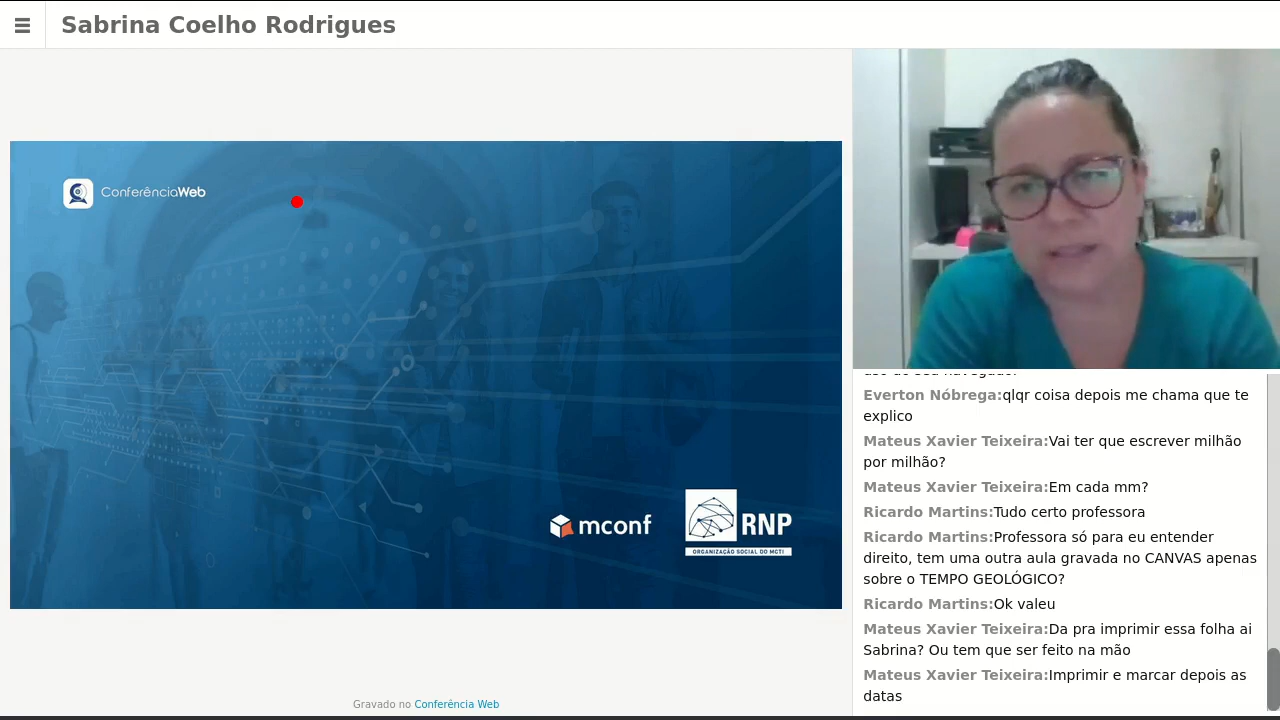 Sabrina Coelho Rodrigues
ConferênciaWeb
mconf
RNP
ORGANIZAÇÃO SOCIAL DO MCTI
Gravado no Conferência Web
Everton Nóbrega:qlqr coisa depois me chama que te
explico
Mateus Xavier Teixeira:Vai ter que escrever milhão
por milhão?
Mateus Xavier Teixeira:Em cada mm?
Ricardo Martins:Tudo certo professora
Ricardo Martins:Professora só para eu entender
direito, tem uma outra aula gravada no CANVAS apenas
sobre o TEMPO GEOLÓGICO?
Ricardo Martins:Ok valeu
Mateus Xavier Teixeira:Da pra imprimir essa folha ai
Sabrina? Ou tem que ser feito na mão
Mateus Xavier Teixeira:Imprimir e marcar depois as
datas